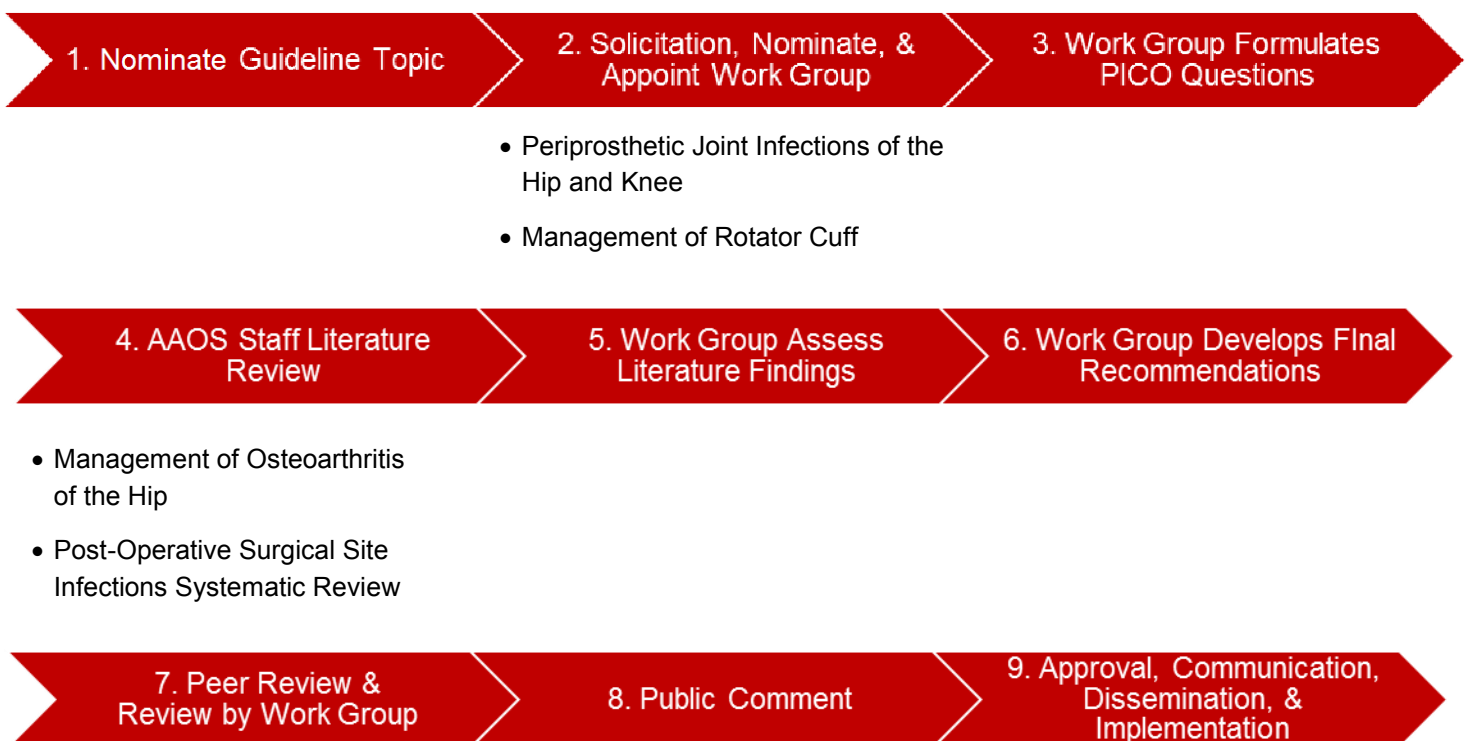 1. Nominate Guideline Topic
2. Solicitation, Nominate, &
Appoint Work Group
3. Work Group Formulates
PICO Questions
• Periprosthetic Joint Infections of the
Hip and Knee
• Management of Rotator Cuff
4. AAOS Staff Literature
Review
5. Work Group Assess
Literature Findings
6. Work Group Develops FInal
Recommendations
• Management of Osteoarthritis
of the Hip
• Post-Operative Surgical Site
Infections Systematic Review
7. Peer Review &
Review by Work Group
8. Public Comment
9. Approval, Communication,
Dissemination, &
Implementation